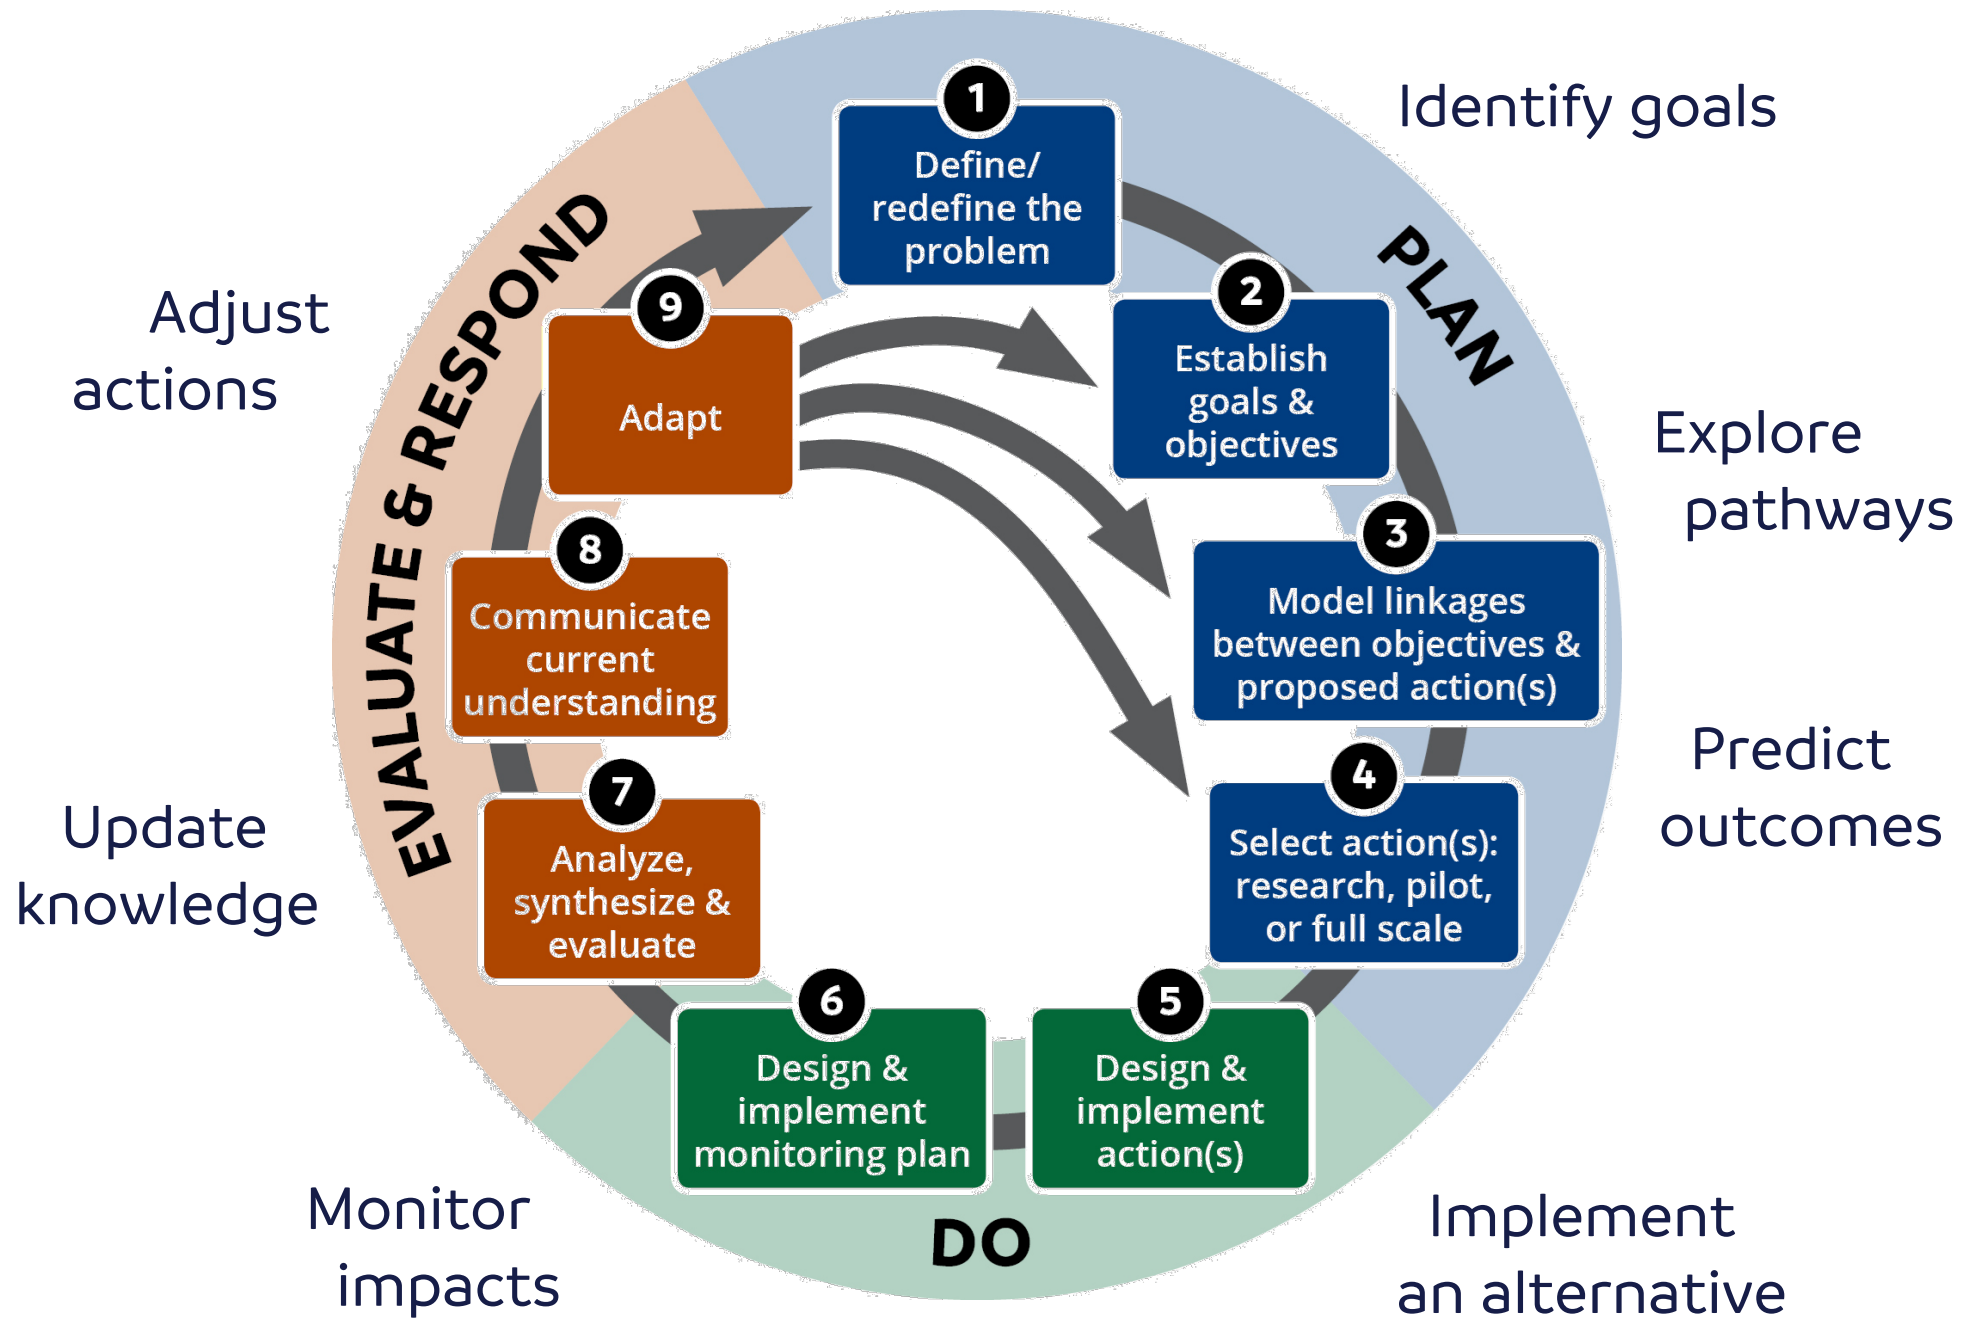 1
Define/
redefine the
problem
2
Establish
goals &
objectives
3
Model linkages
between objectives &
proposed action(s)
4
Select action(s):
research, pilot,
or full scale
5
Design &
implement
action(s)
6
Design &
implement
monitoring plan
7
Analyze,
synthesize &
evaluate
8
Communicate
current
understanding
9
Adapt
PLAN
DO
EVALUATE & RESPOND
Identify goals
Explore
pathways
Predict
outcomes
Implement
an alternative
Monitor
impacts
Update
knowledge
Adjust
actions